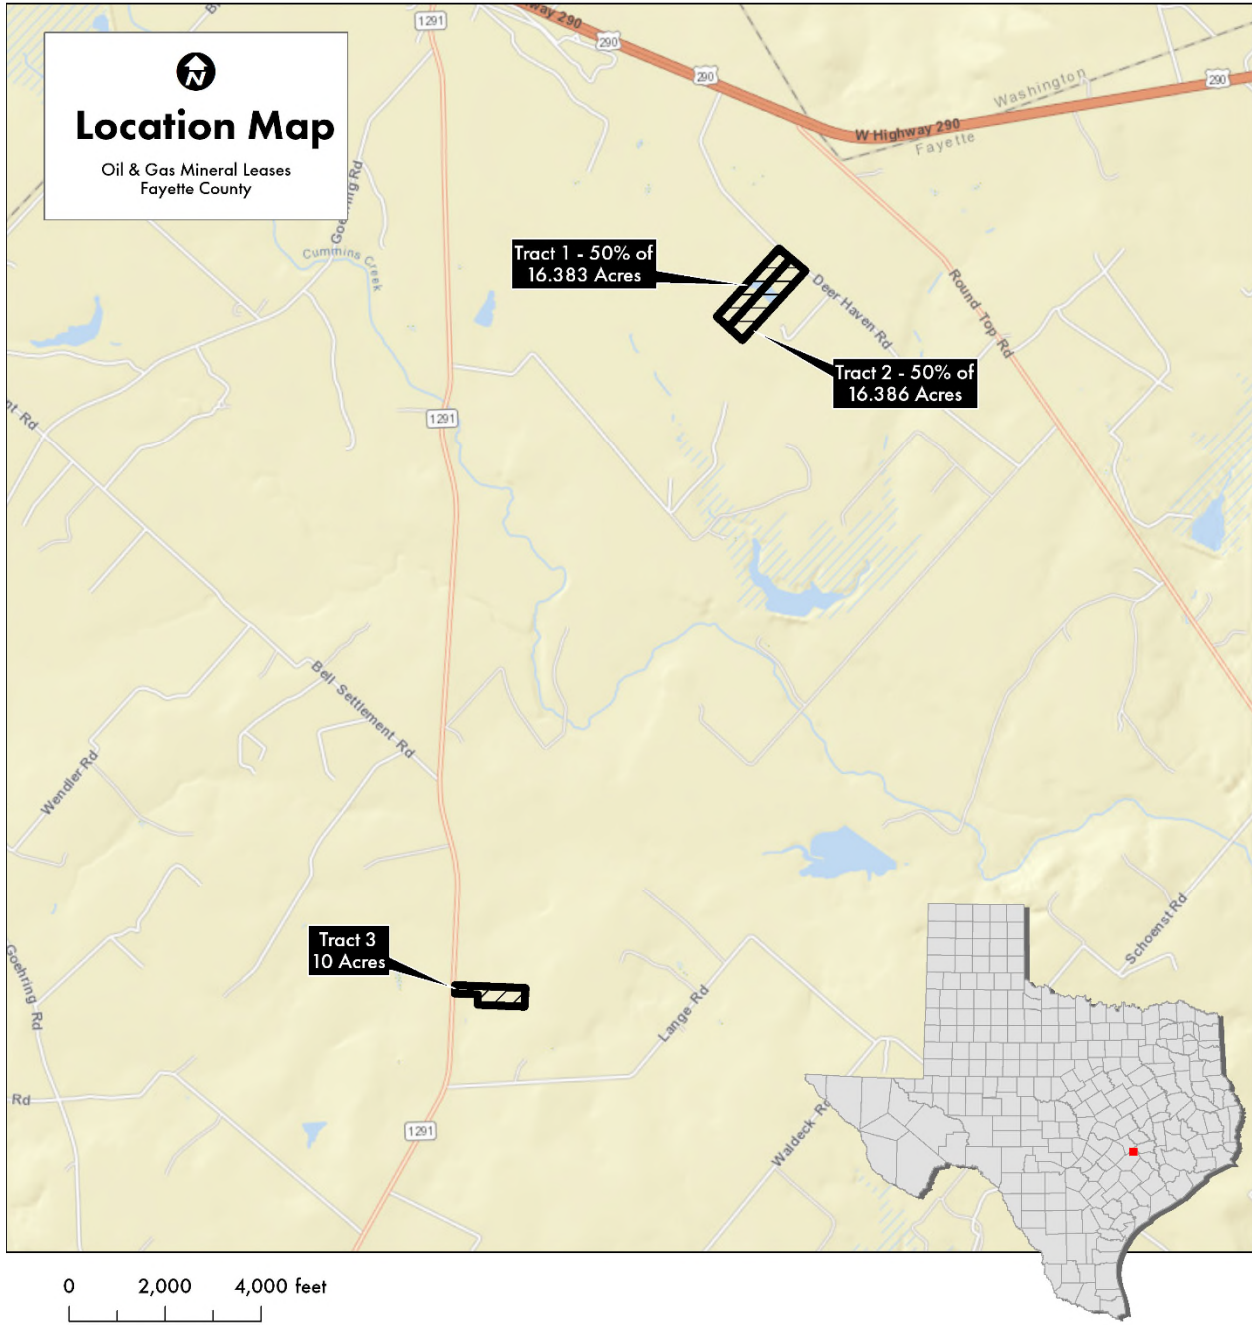 1291
way 290
290
290
290
Washington
W Highway 290
Fayette
N
Location Map
Oil & Gas Mineral Leases
Fayette County
Cummins Creek
Tract 1 - 50% of
16.383 Acres
Deer Haven Rd
Round Top Rd
Tract 2 - 50% of
16.386 Acres
1291
nt Rd
Bell Settlement Rd
Wendler Rd
Schoenst Rd
Tract 3
10 Acres
Goehring Rd
Lange Rd
Rd
1291
Waldeck Rd
0 2,000 4,000 feet